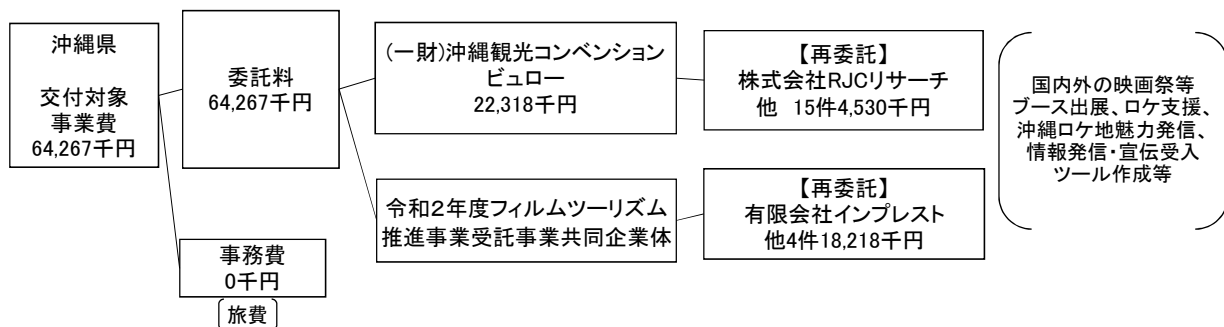 沖縄県
交付対象
事業費
64,267千円
委託料
64,267千円
事務費
0千円
旅費
(一財)沖縄観光コンベンション
ビュロー
22,318千円
令和２年度フィルムツーリズム
推進事業受託事業共同企業体
【再委託】
株式会社RJCリサーチ
他 15件4,530千円
【再委託】
有限会社インプレスト
他4件18,218千円
国内外の映画祭等
ブース出展、ロケ支援、
沖縄ロケ地魅力発信、
情報発信・宣伝受入
ツール作成等